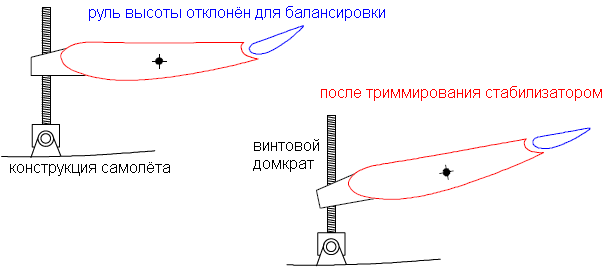 руль высоты отклонён для балансировки
после триммирования стабилизатором
конструкция самолёта
винтовой
домкрат